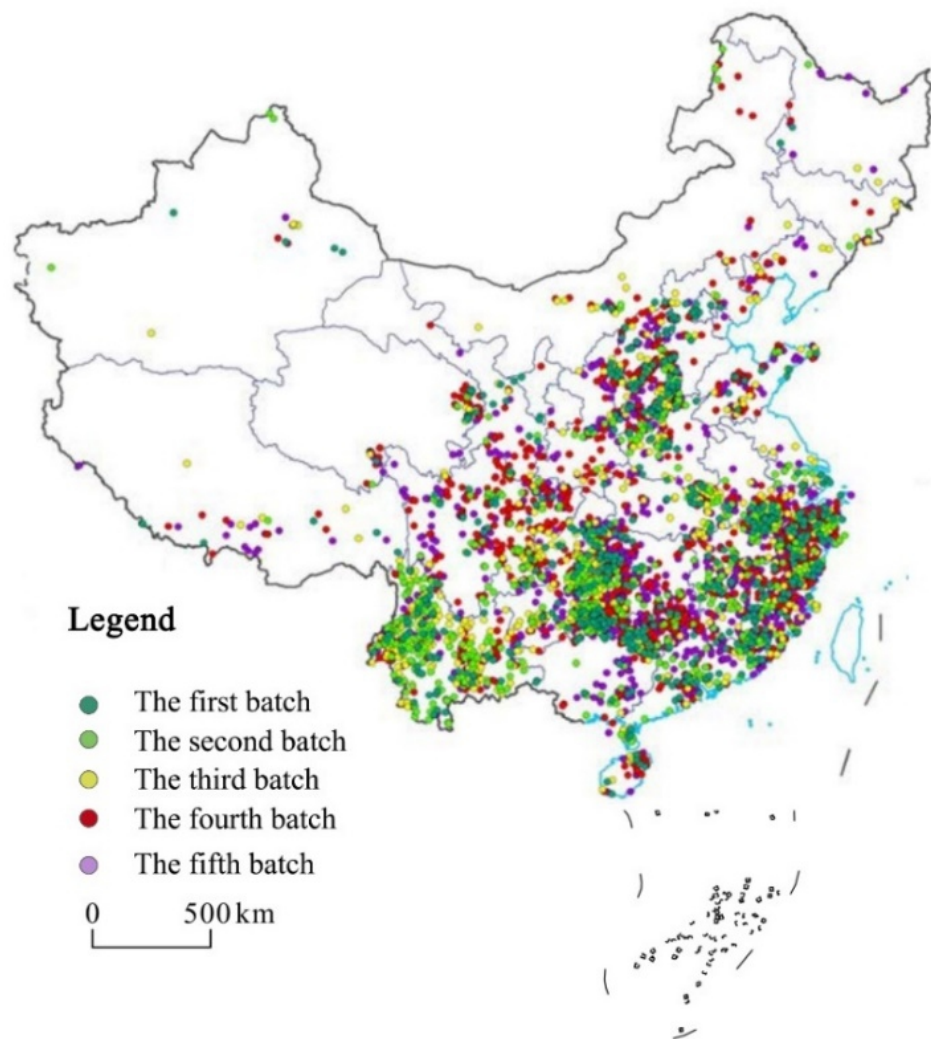 Legend
The first batch
The second batch
The third batch
The fourth batch
The fifth batch
0 500 km